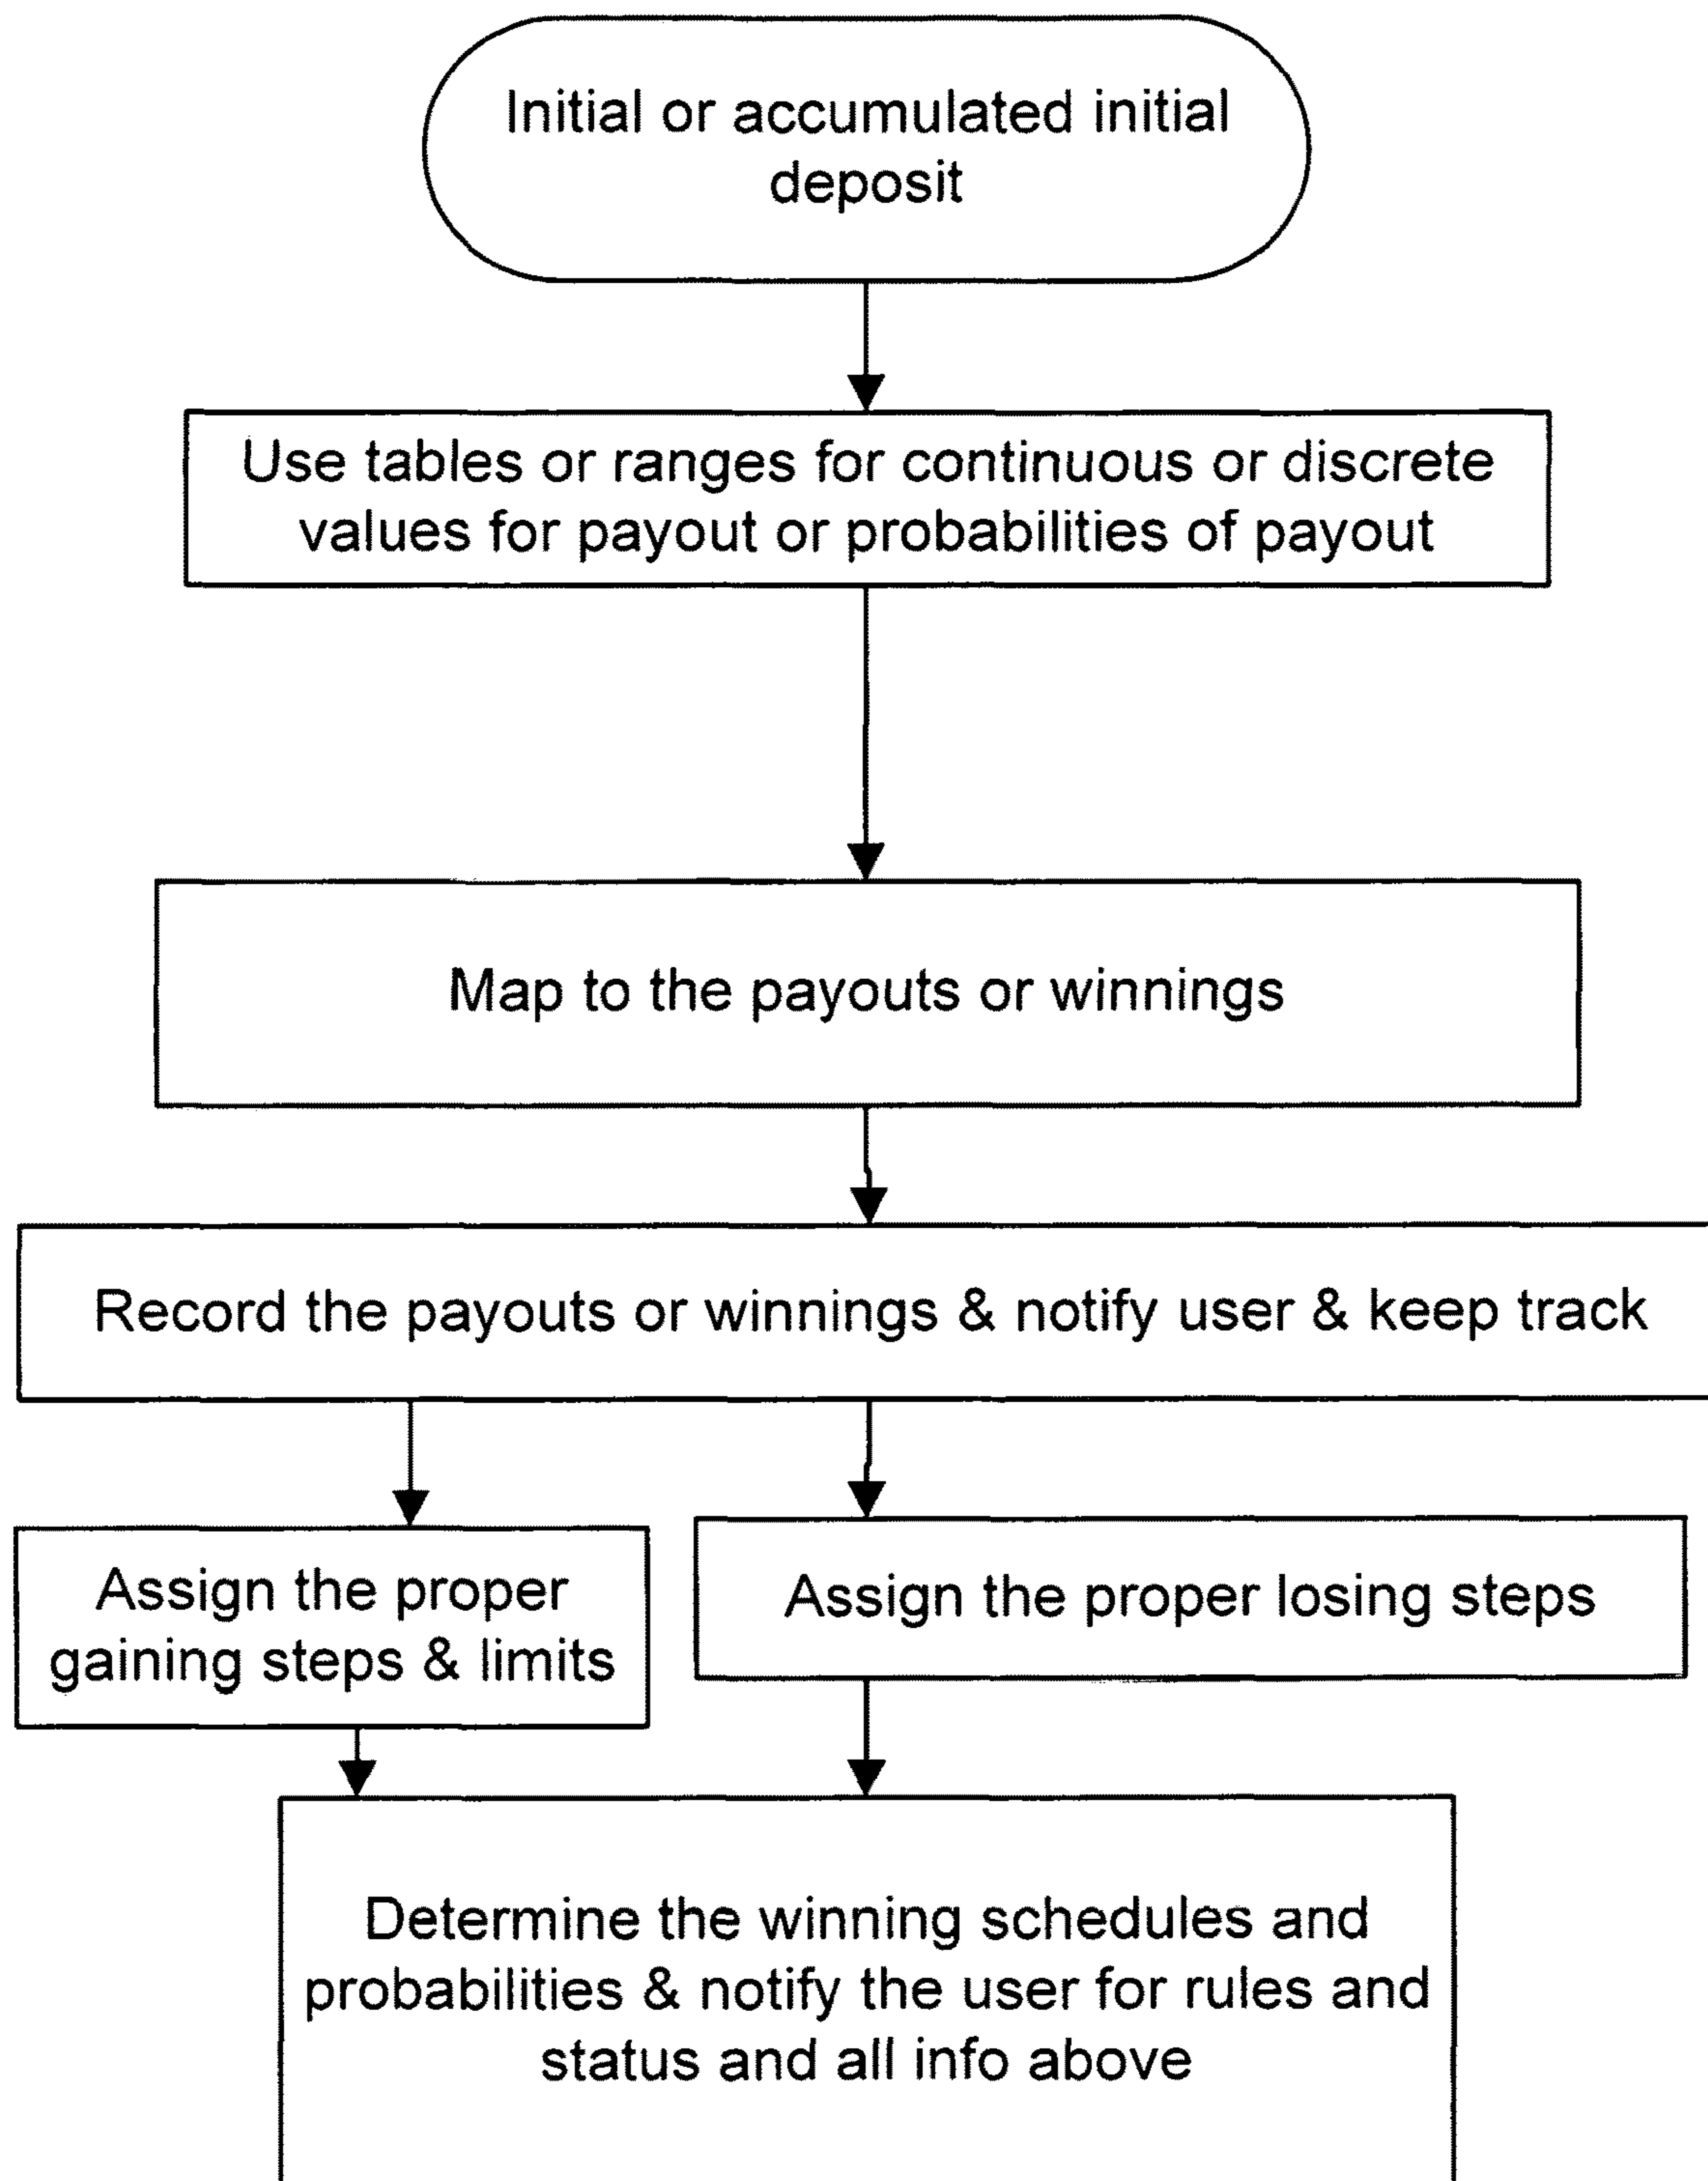 Initial or accumulated initial
deposit
Use tables or ranges for continuous or discrete
values for payout or probabilities of payout
Map to the payouts or winnings
Record the payouts or winnings & notify user & keep track
Assign the proper
gaining steps & limits
Assign the proper losing steps
Determine the winning schedules and
probabilities & notify the user for rules and
status and all info above